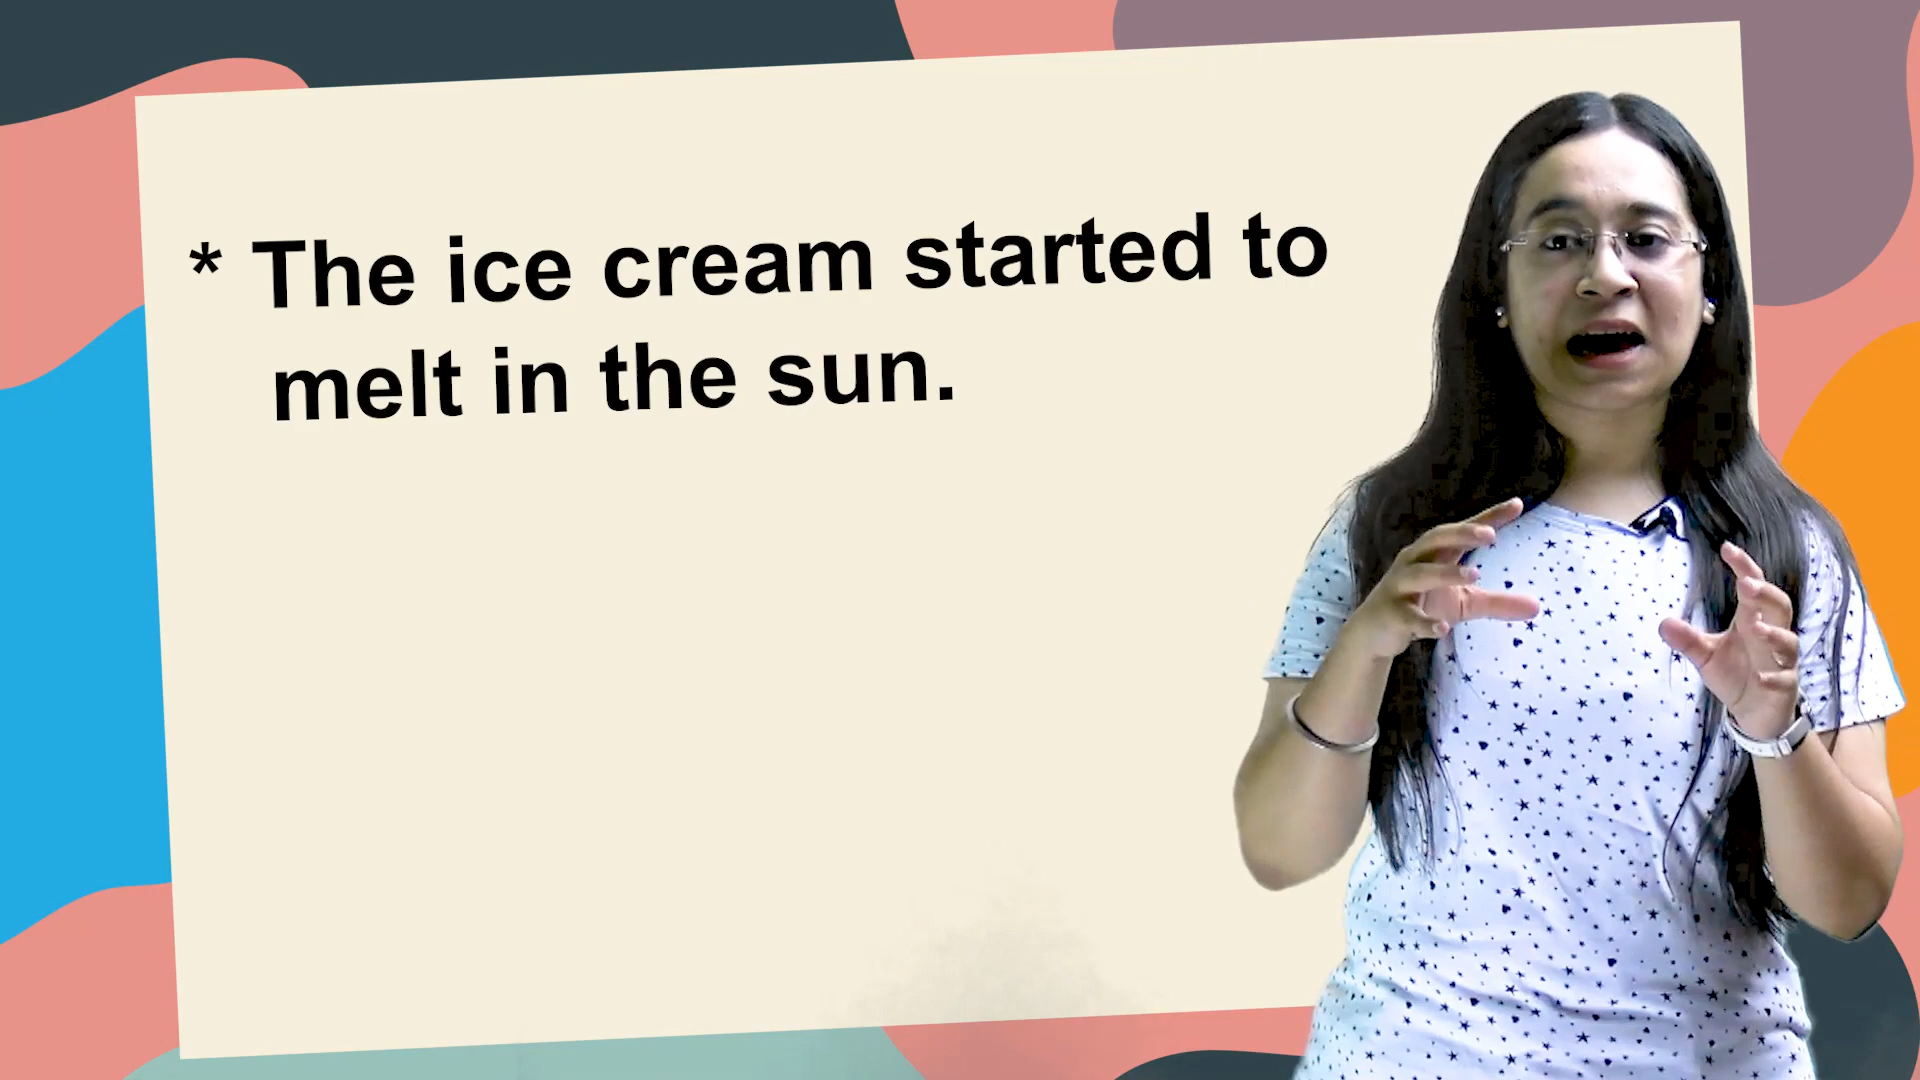 * The ice cream started to
melt in the sun.